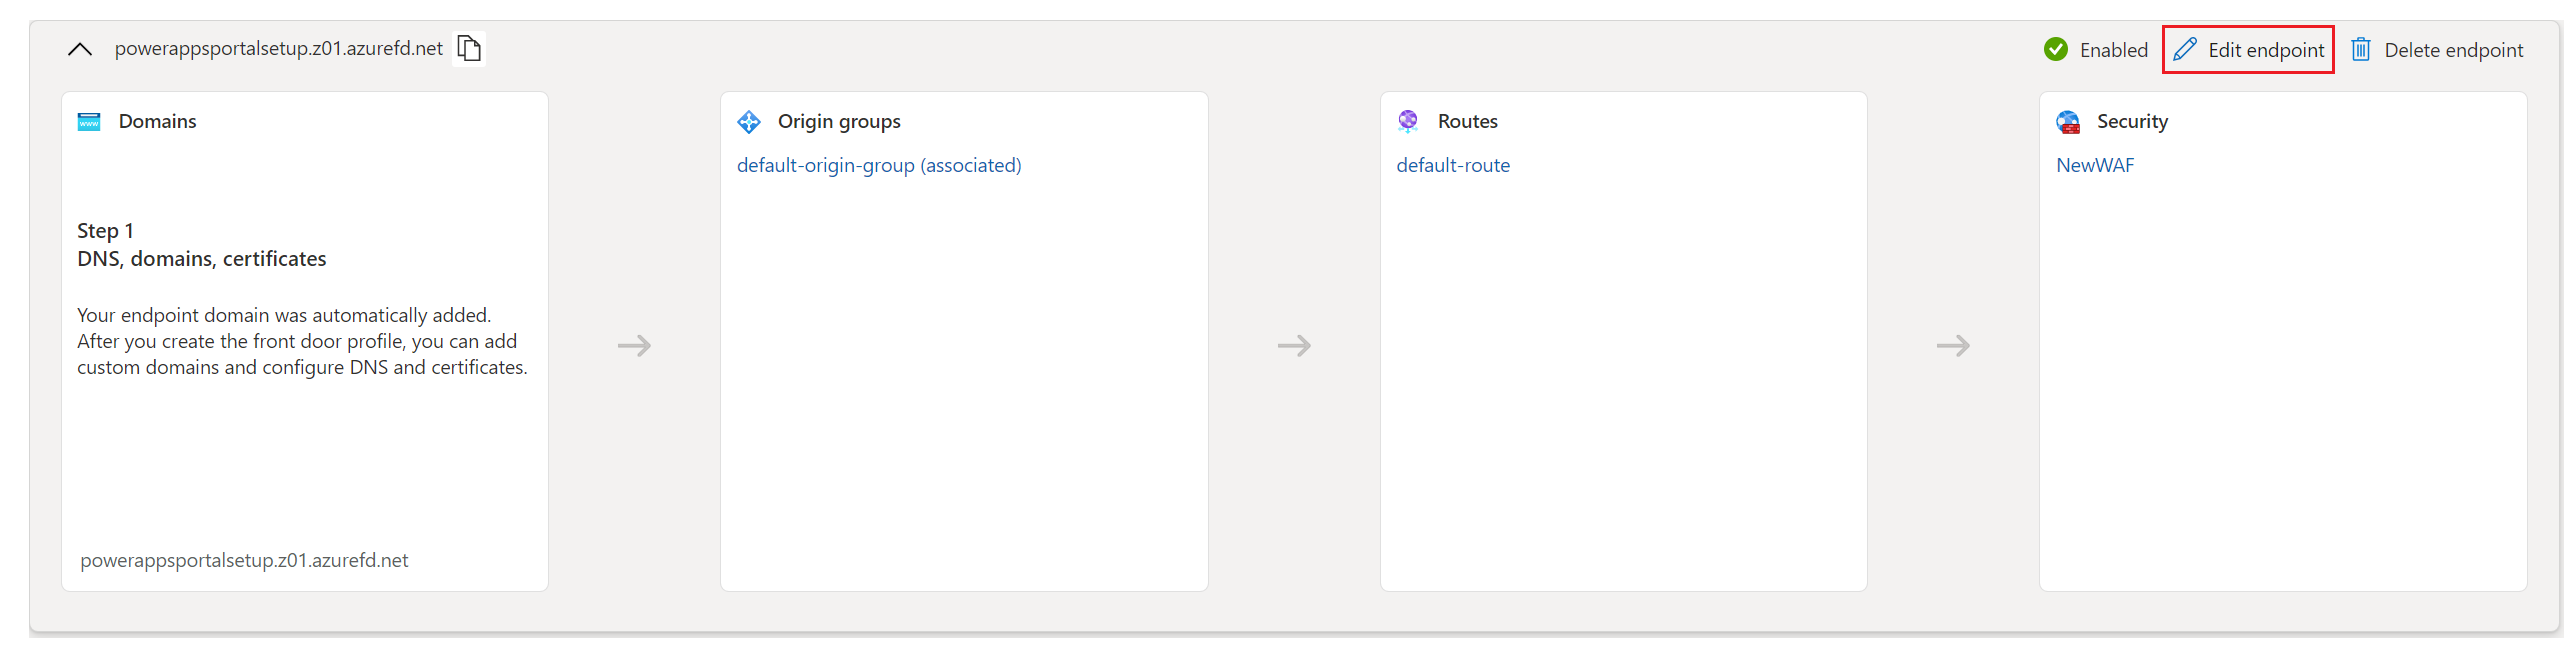 powerappsportalsetup.z01.azurefd.net
Enabled
Edit endpoint
Delete endpoint
Domains
Step 1
DNS, domains, certificates
Your endpoint domain was automatically added.
After you create the front door profile, you can add
custom domains and configure DNS and certificates.
powerappsportalsetup.z01.azurefd.net
Origin groups
default-origin-group (associated)
Routes
default-route
Security
NewWAF